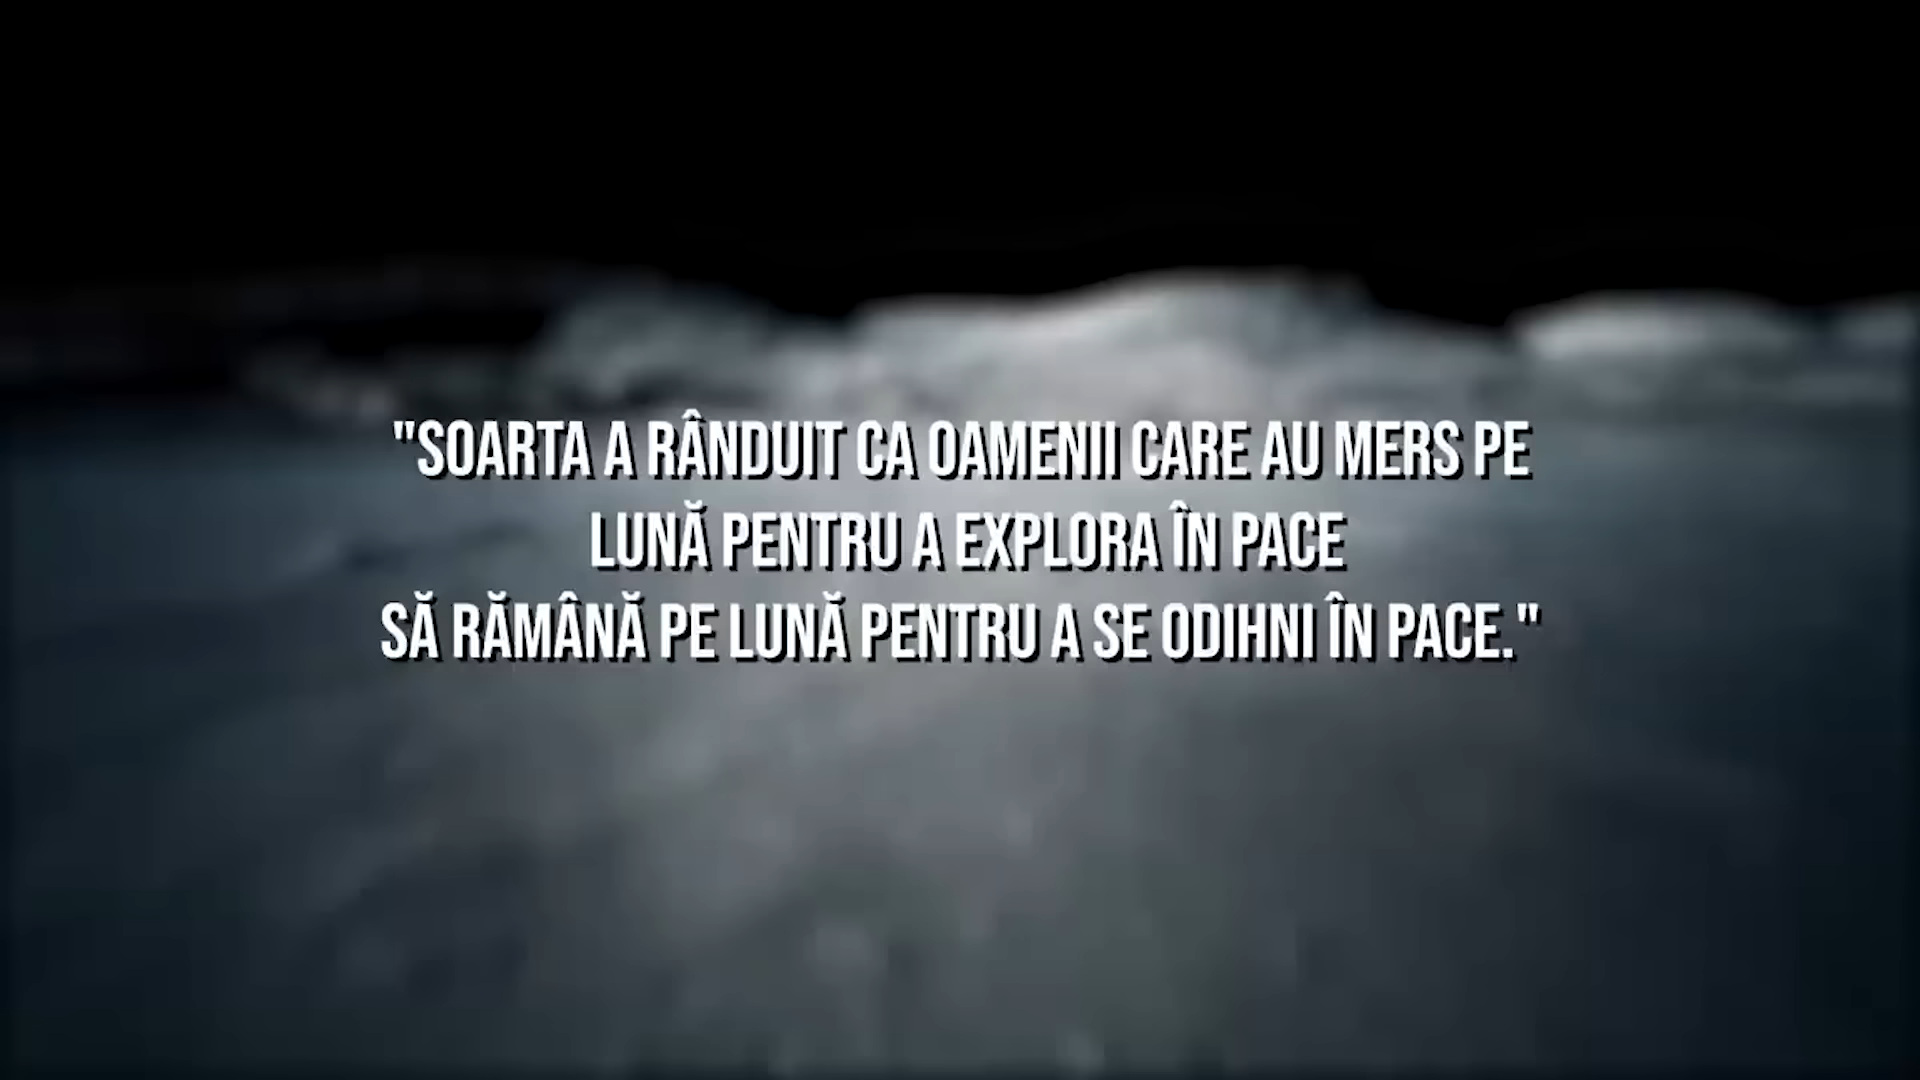 "SOARTA A RÂNDUIT CA OAMENII CARE AU MERS PE
LUNĂ PENTRU A EXPLORA ÎN PACE
SĂ RĂMÂNĂ PE LUNĂ PENTRU A SE ODIHNI ÎN PACE."